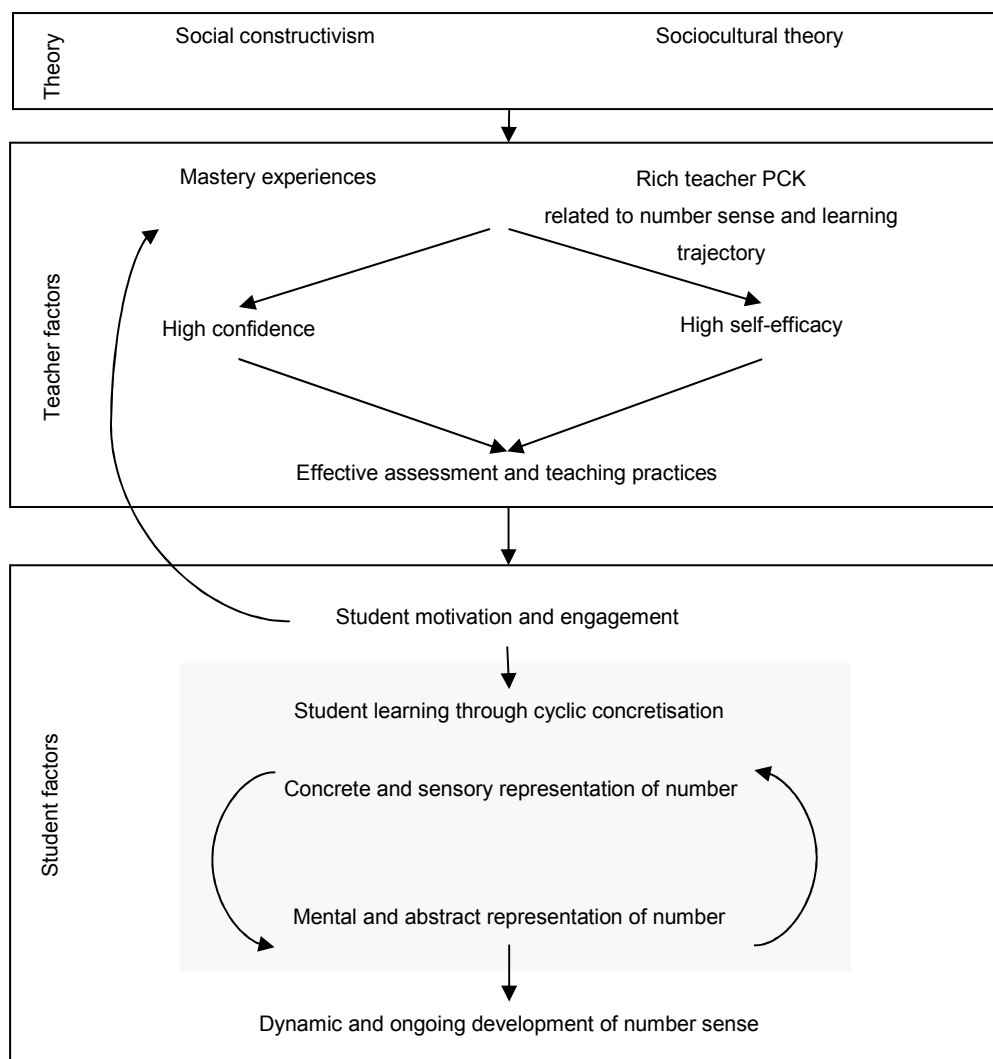 Theory
Social constructivism
Sociocultural theory
Teacher factors
Mastery experiences
Rich teacher PCK
related to number sense and learning
trajectory
High confidence
High self-efficacy
Effective assessment and teaching practices
Student factors
Student motivation and engagement
Student learning through cyclic concretisation
Concrete and sensory representation of number
Mental and abstract representation of number
Dynamic and ongoing development of number sense